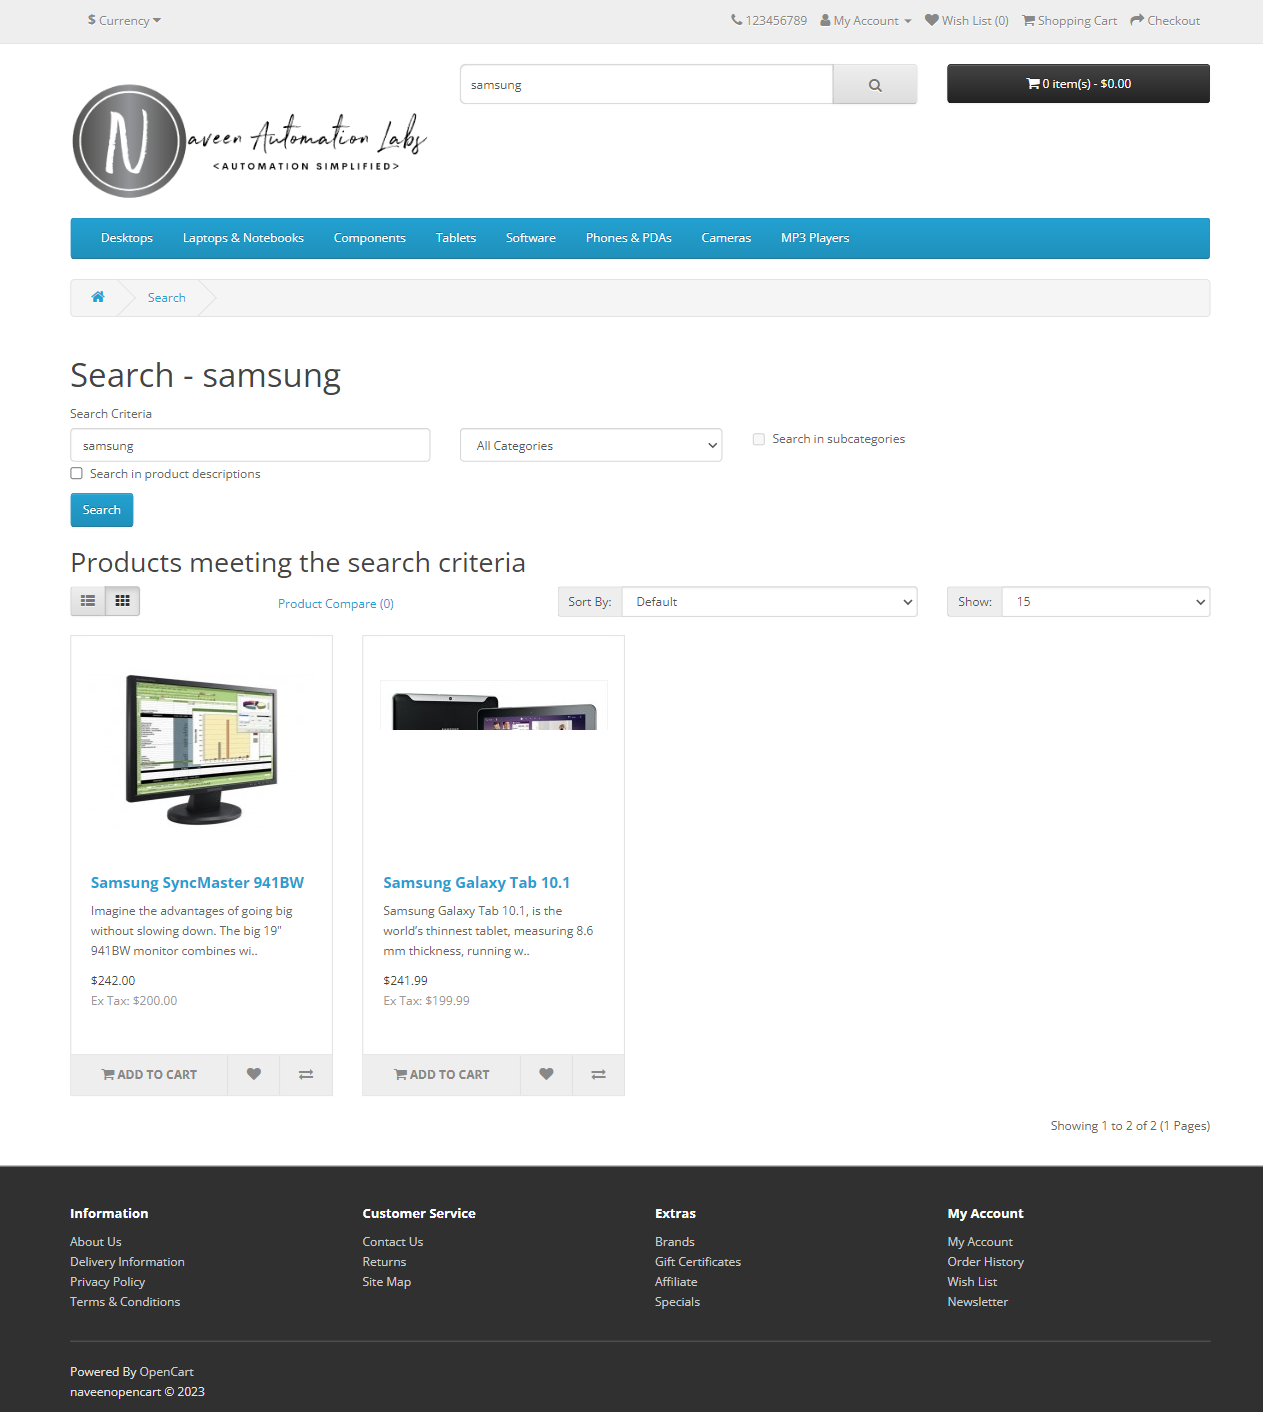 $ Currency
123456789 My Account Wish List (0) Shopping Cart Checkout
samsung
0 item(s) - $0.00
N
aveen Automation Labs
<AUTOMATION SIMPLIFIED>
Desktops Laptops & Notebooks Components Tablets Software Phones & PDAs Cameras MP3 Players
Search
Search - samsung
Search Criteria
samsung
All Categories
Search in subcategories
Search in product descriptions
Search
Products meeting the search criteria
Product Compare (0)
Sort By: Default
Show: 15
Samsung SyncMaster 941BW
Imagine the advantages of going big
without slowing down. The big 19"
941BW monitor combines wi..
$242.00
Ex Tax: $200.00
ADD TO CART
Samsung Galaxy Tab 10.1
Samsung Galaxy Tab 10.1, is the
world’s thinnest tablet, measuring 8.6
mm thickness, running w..
$241.99
Ex Tax: $199.99
ADD TO CART
Showing 1 to 2 of 2 (1 Pages)
Information
About Us
Delivery Information
Privacy Policy
Terms & Conditions
Customer Service
Contact Us
Returns
Site Map
Extras
Brands
Gift Certificates
Affiliate
Specials
My Account
My Account
Order History
Wish List
Newsletter
Powered By OpenCart
naveenopencart © 2023